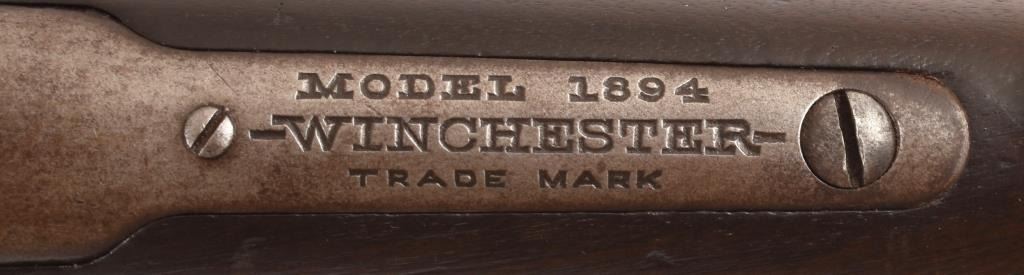 MODEL 1894
-WINCHESTER-
TRADE MARK